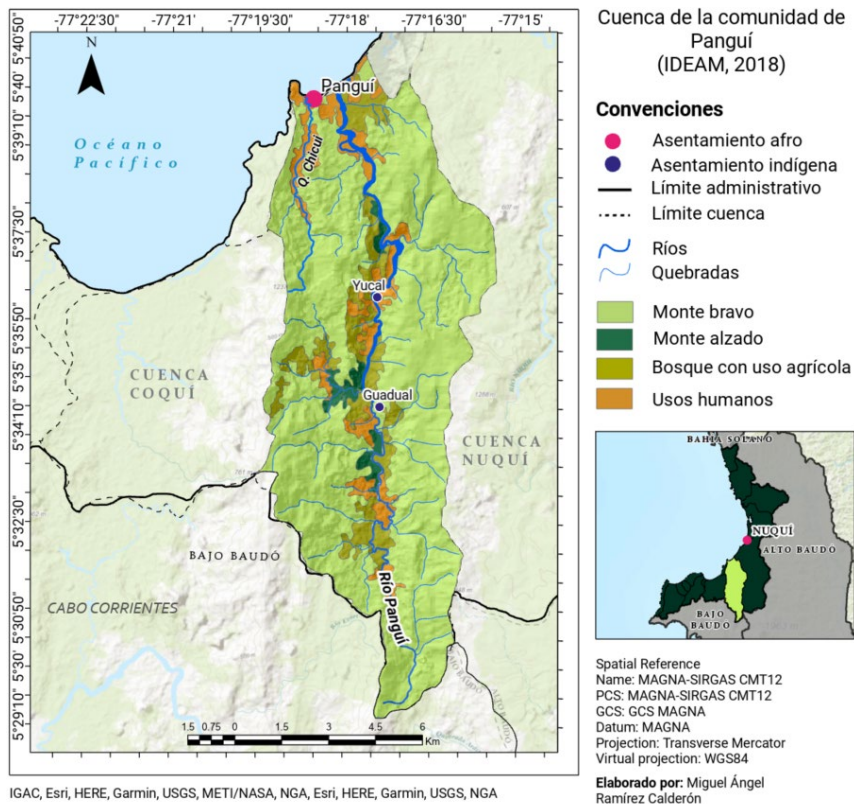 Cuenca de la comunidad de
Panguí
(IDEAM, 2018)
-77°22'30" -77°21' -77°19'30" -77°18' -77°16'30" -77°15'
5°40'50"
5°40'
5°39'10"
5°37'30"
5°35'50"
5°35'
5°34'10"
5°32'30"
5°30'50"
5°30'
5°29'10"
N
Panguí
Océano
Pacífico
Q. Chicui
Yucal
Guadual
CUENCA
COQUÍ
CUENCA
NUQUÍ
BAJO BAUDÓ
CABO CORRIENTES
Río Panguí
1.5 0.75 0 1.5 3 4.5 6
Km
Convenciones
Asentamiento afro
Asentamiento indígena
Límite administrativo
Límite cuenca
Ríos
Quebradas
Monte bravo
Monte alzado
Bosque con uso agrícola
Usos humanos
BAHÍA SOLANO
NUQUÍ
ALTO BAUDÓ
BAJO
BAUDÓ
Spatial Reference
Name: MAGNA-SIRGAS CMT12
PCS: MAGNA-SIRGAS CMT12
GCS: GCS MAGNA
Datum: MAGNA
Projection: Transverse Mercator
Virtual projection: WGS84
Elaborado por: Miguel Ángel
Ramírez Calderón
IGAC, Esri, HERE, Garmin, USGS, METI/NASA, NGA, Esri, HERE, Garmin, USGS, NGA